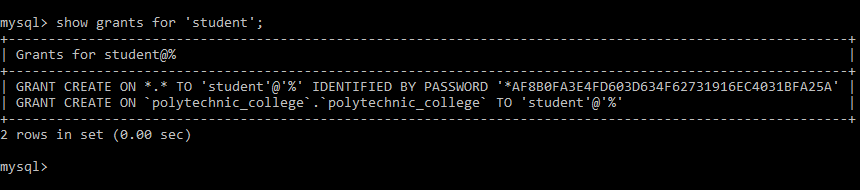 mysql> show grants for 'student';
+---------------------------------------------------------------------------------------------------------+
| Grants for student@% |
+---------------------------------------------------------------------------------------------------------+
| GRANT CREATE ON *.* TO 'student'@'%' IDENTIFIED BY PASSWORD '*AF8B0FA3E4FD603D634F62731916EC4031BFA25A' |
| GRANT CREATE ON `polytechnic_college`.`polytechnic_college` TO 'student'@'%' |
+---------------------------------------------------------------------------------------------------------+
2 rows in set (0.00 sec)
mysql>